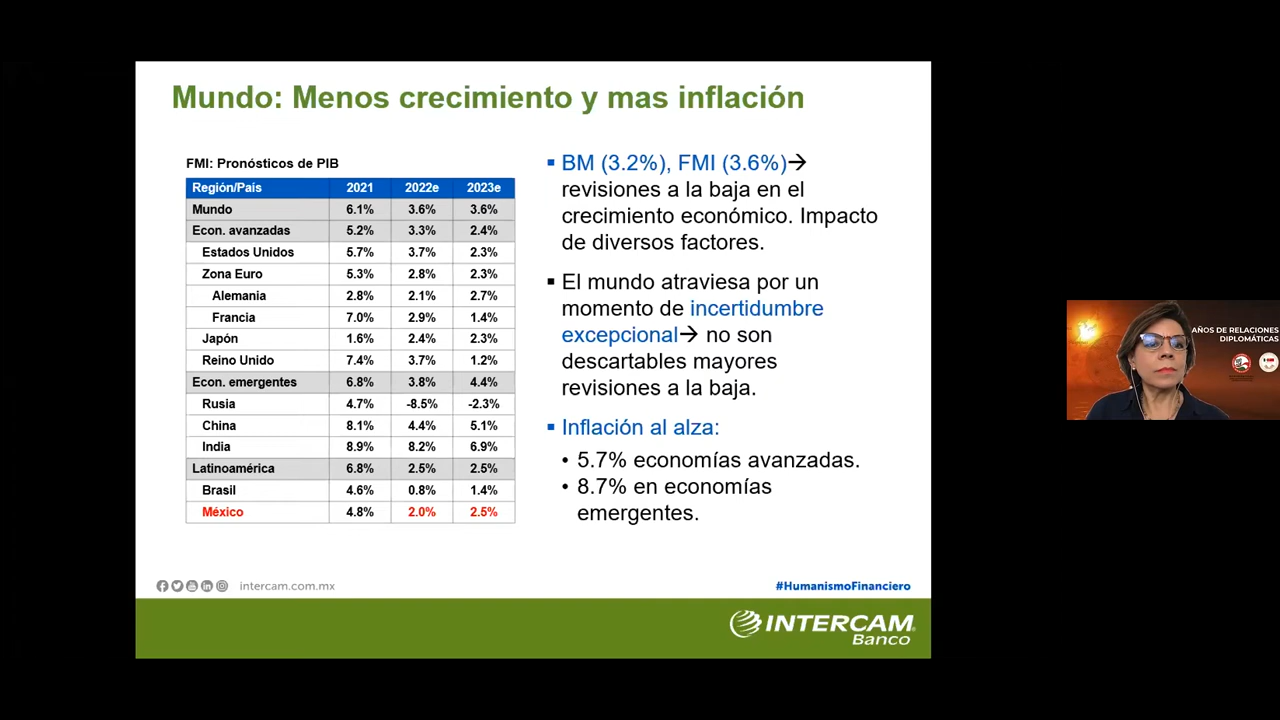 Mundo: Menos crecimiento y mas inflación
FMI: Pronósticos de PIB
Región/País 2021 2022e 2023e
Mundo 6.1% 3.6% 3.6%
Econ. avanzadas 5.2% 3.3% 2.4%
Estados Unidos 5.7% 3.7% 2.3%
Zona Euro 5.3% 2.8% 2.3%
Alemania 2.8% 2.1% 2.7%
Francia 7.0% 2.9% 1.4%
Japón 1.6% 2.4% 2.3%
Reino Unido 7.4% 3.7% 1.2%
Econ. emergentes 6.8% 3.8% 4.4%
Rusia 4.7% -8.5% -2.3%
China 8.1% 4.4% 5.1%
India 8.9% 8.2% 6.9%
Latinoamérica 6.8% 2.5% 2.5%
Brasil 4.6% 0.8% 1.4%
México 4.8% 2.0% 2.5%
▪ BM (3.2%), FMI (3.6%)→
revisiones a la baja en el
crecimiento económico. Impacto
de diversos factores.
▪ El mundo atraviesa por un
momento de incertidumbre
excepcional→ no son
descartables mayores
revisiones a la baja.
▪ Inflación al alza:
• 5.7% economías avanzadas.
• 8.7% en economías
emergentes.
intercam.com.mx
#HumanismoFinanciero
INTERCAM
Banco
AÑOS DE RELACIONES
DIPLOMÁTICAS